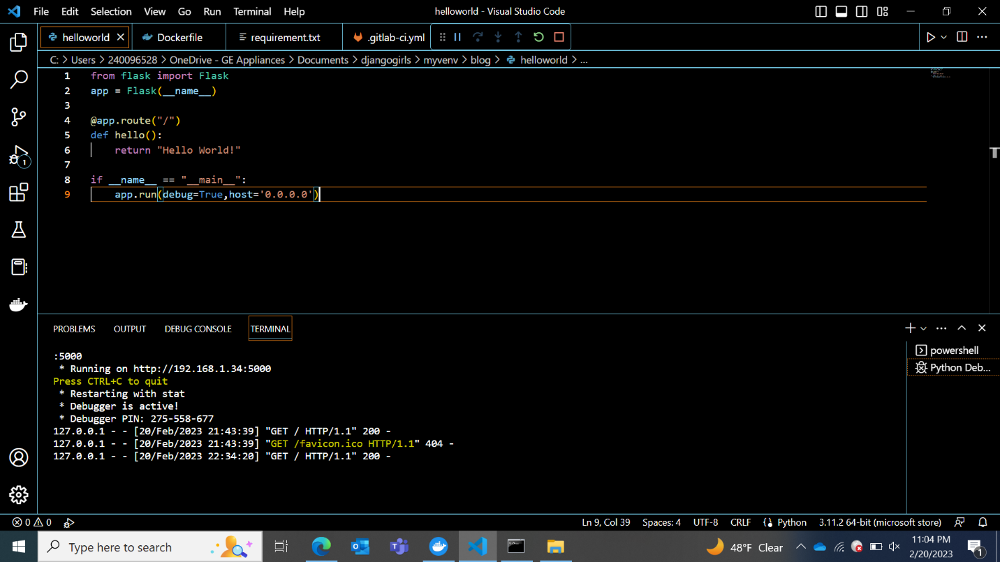 File Edit Selection View Go Run Terminal Help
helloworld - Visual Studio Code
helloworld Dockerfile requirement.txt .gitlab-ci.yml
C: > Users > 240096528 > OneDrive - GE Appliances > Documents > djangogirls > myvenv > blog > helloworld > ...
1 from flask import Flask
2 app = Flask(__name__)
3
4 @app.route("/")
5 def hello():
6 return "Hello World!"
7
8 if __name__ == "__main__":
9 app.run(debug=True,host='0.0.0.0')
1
PROBLEMS OUTPUT DEBUG CONSOLE TERMINAL
powershell
Python Deb...
:5000
* Running on http://192.168.1.34:5000
Press CTRL+C to quit
* Restarting with stat
* Debugger is active!
* Debugger PIN: 275-558-677
127.0.0.1 - - [20/Feb/2023 21:43:39] "GET / HTTP/1.1" 200 -
127.0.0.1 - - [20/Feb/2023 21:43:39] "GET /favicon.ico HTTP/1.1" 404 -
127.0.0.1 - - [20/Feb/2023 22:34:20] "GET / HTTP/1.1" 200 -
0 0 Ln 9, Col 39 Spaces: 4 UTF-8 CRLF Python 3.11.2 64-bit (microsoft store)
Type here to search
48°F Clear
11:04 PM
2/20/2023
1